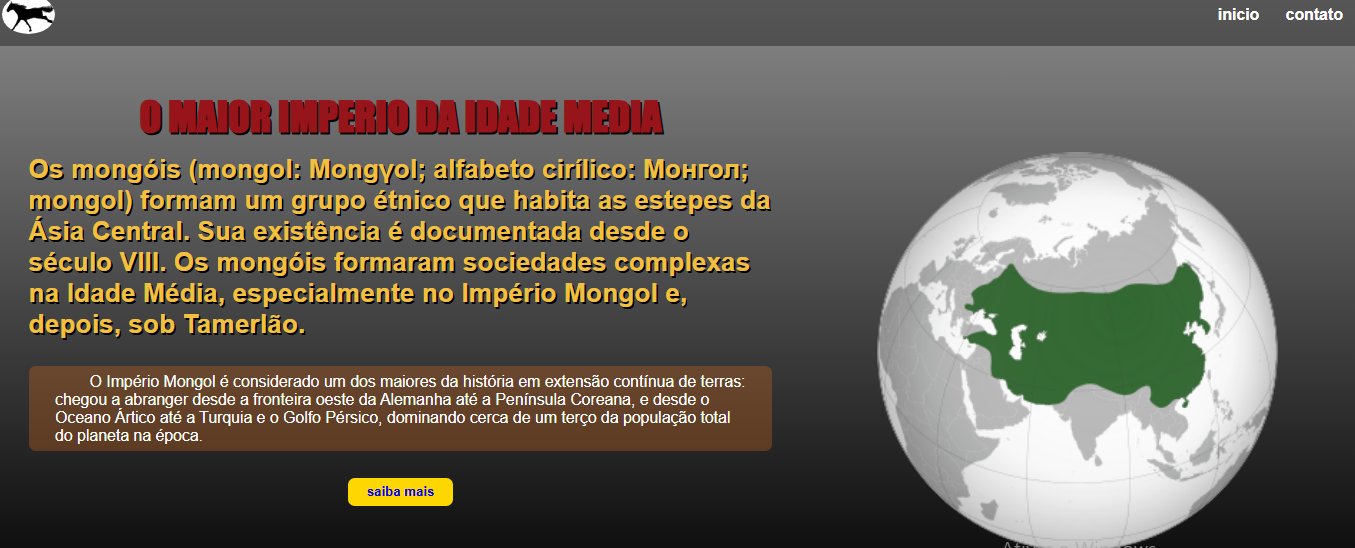 inicio contato
O MAIOR IMPERIO DA IDADE MEDIA
Os mongóis (mongol: Mongγol; alfabeto cirílico: Монгол;
mongol) formam um grupo étnico que habita as estepes da
Ásia Central. Sua existência é documentada desde o
século VIII. Os mongóis formaram sociedades complexas
na Idade Média, especialmente no Império Mongol e,
depois, sob Tamerlão.
O Império Mongol é considerado um dos maiores da história em extensão contínua de terras:
chegou a abranger desde a fronteira oeste da Alemanha até a Península Coreana, e desde o
Oceano Ártico até a Turquia e o Golfo Pérsico, dominando cerca de um terço da população total
do planeta na época.
saiba mais